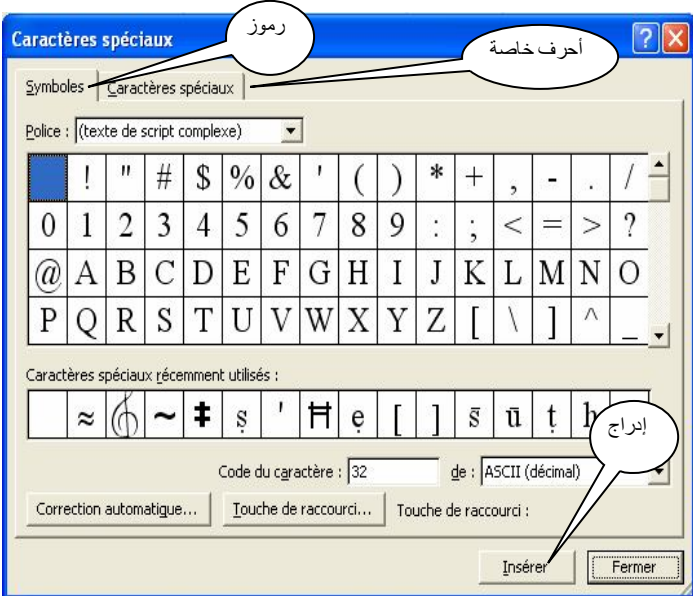 Caractères spéciaux
رموز
أحرف خاصة
Symboles Caractères spéciaux
Police : (texte de script complexe)
! " # $ % & ' ( ) * + , - . /
0 1 2 3 4 5 6 7 8 9 : ; < = > ?
@ A B C D E F G H I J K L M N O
P Q R S T U V W X Y Z [ \ ] ^ _
Caractères spéciaux récemment utilisés :
≈ 𝄞 ~ ‡ ṣ ' Ħ ẹ [ ] s̄ ū ṭ
إدراج
Code du caractère : 32 de : ASCII (décimal)
Correction automatique... Touche de raccourci... Touche de raccourci :
Insérer Fermer